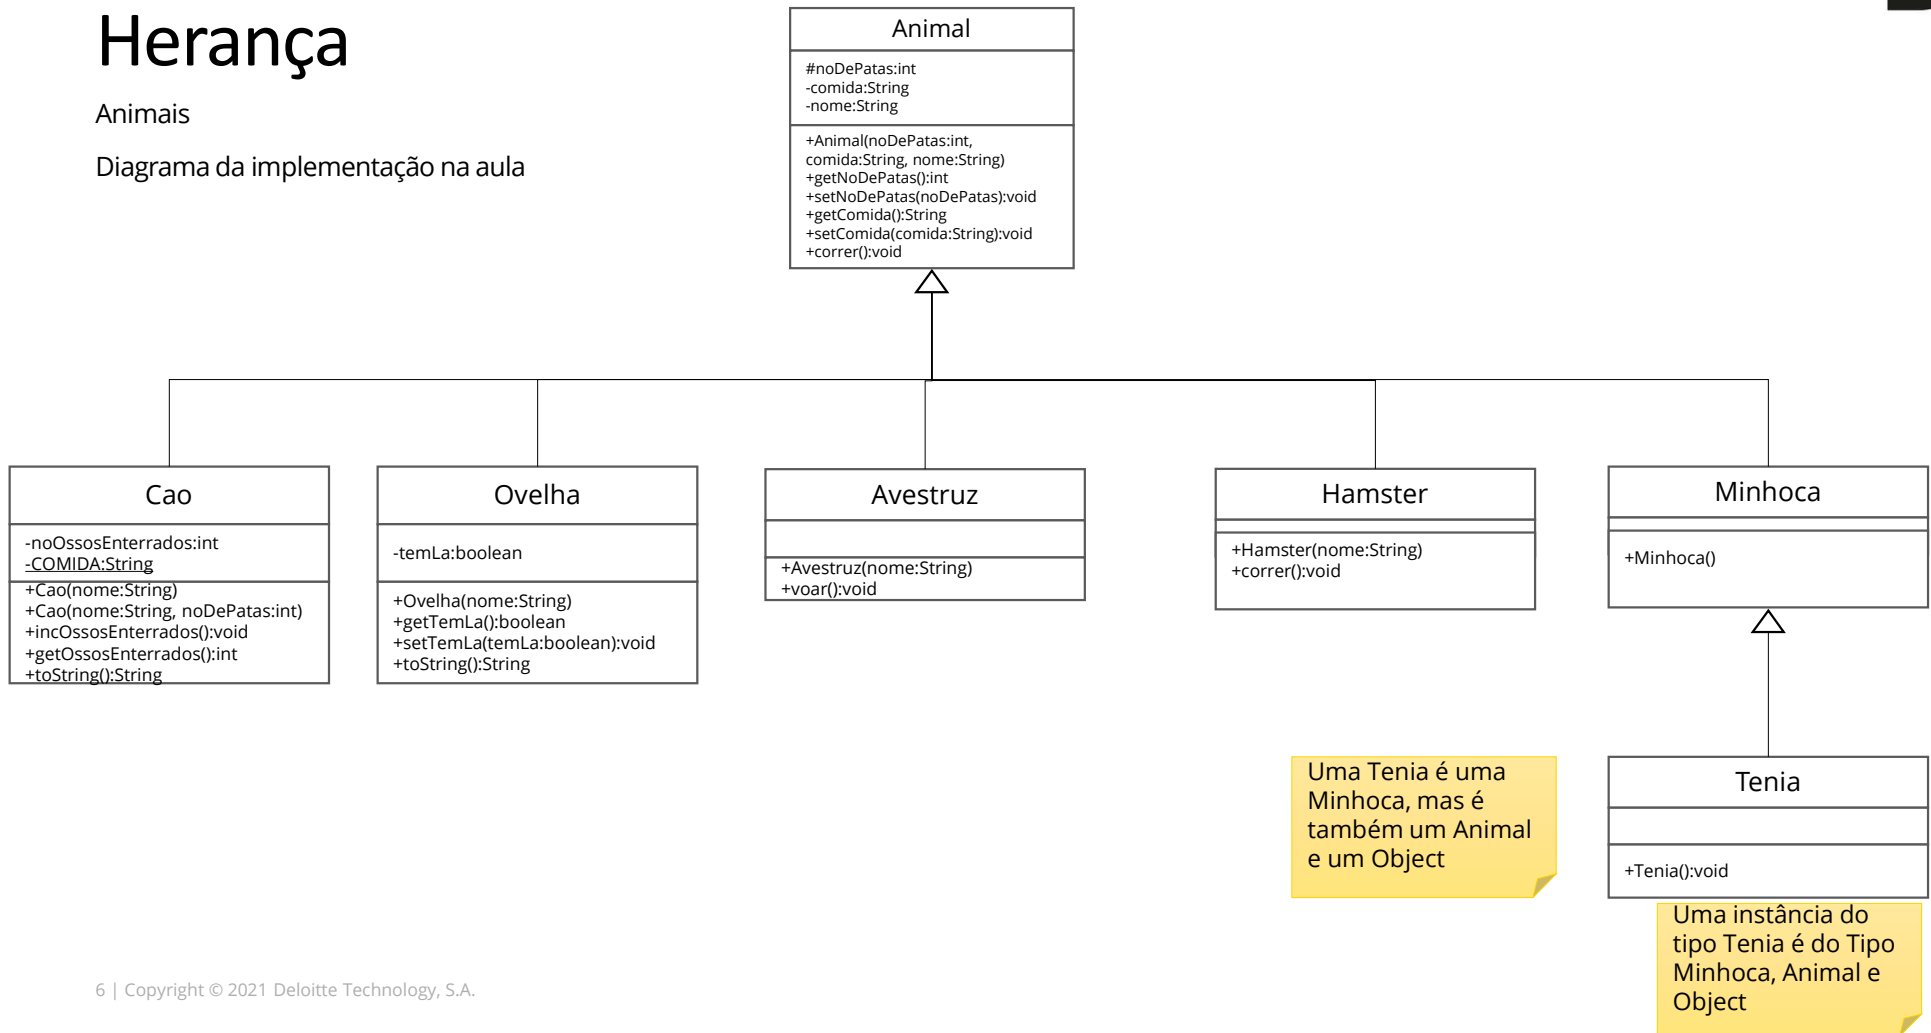 Herança
Animais
Diagrama da implementação na aula
Animal
#noDePatas:int
-comida:String
-nome:String
+Animal(noDePatas:int,
comida:String, nome:String)
+getNoDePatas():int
+setNoDePatas(noDePatas):void
+getComida():String
+setComida(comida:String):void
+correr():void
Cao
-noOssosEnterrados:int
-COMIDA:String
+Cao(nome:String)
+Cao(nome:String, noDePatas:int)
+incOssosEnterrados():void
+getOssosEnterrados():int
+toString():String
Ovelha
-temLa:boolean
+Ovelha(nome:String)
+getTemLa():boolean
+setTemLa(temLa:boolean):void
+toString():String
Avestruz
+Avestruz(nome:String)
+voar():void
Hamster
+Hamster(nome:String)
+correr():void
Minhoca
+Minhoca()
Uma Tenia é uma
Minhoca, mas é
também um Animal
e um Object
Tenia
+Tenia():void
Uma instância do
tipo Tenia é do Tipo
Minhoca, Animal e
Object
6 | Copyright © 2021 Deloitte Technology, S.A.